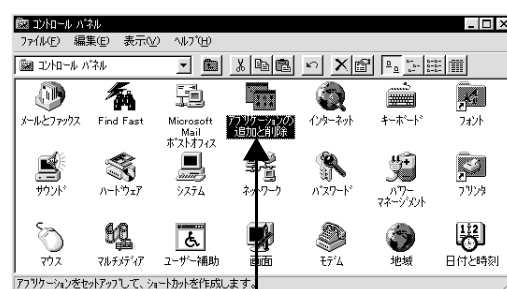 コントロール パネル
ファイル(F) 編集(E) 表示(V) ヘルプ(H)
コントロール パネル
メールとファックス
Find Fast
Microsoft
Mail
ポストオフィス
アプリケーションの
追加と削除
インターネット
キーボード
フォント
サウンド
ハードウェア
システム
ネットワーク
パスワード
パワー
マネージメント
プリンタ
マウス
マルチメディア
ユーザー補助
画面
モデム
地域
日付と時刻
アプリケーションをセットアップして、ショートカットを作成します。